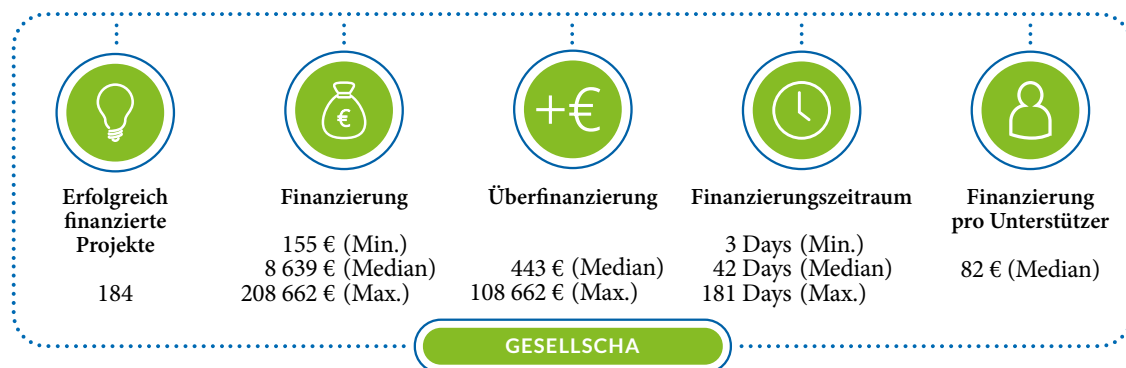 +€
€
Erfolgreich
finanzierte
Projekte
184
Finanzierung
155 € (Min.)
8 639 € (Median)
208 662 € (Max.)
Überfinanzierung
443 € (Median)
108 662 € (Max.)
Finanzierungszeitraum
3 Days (Min.)
42 Days (Median)
181 Days (Max.)
Finanzierung
pro Unterstützer
82 € (Median)
GESELLSCHA